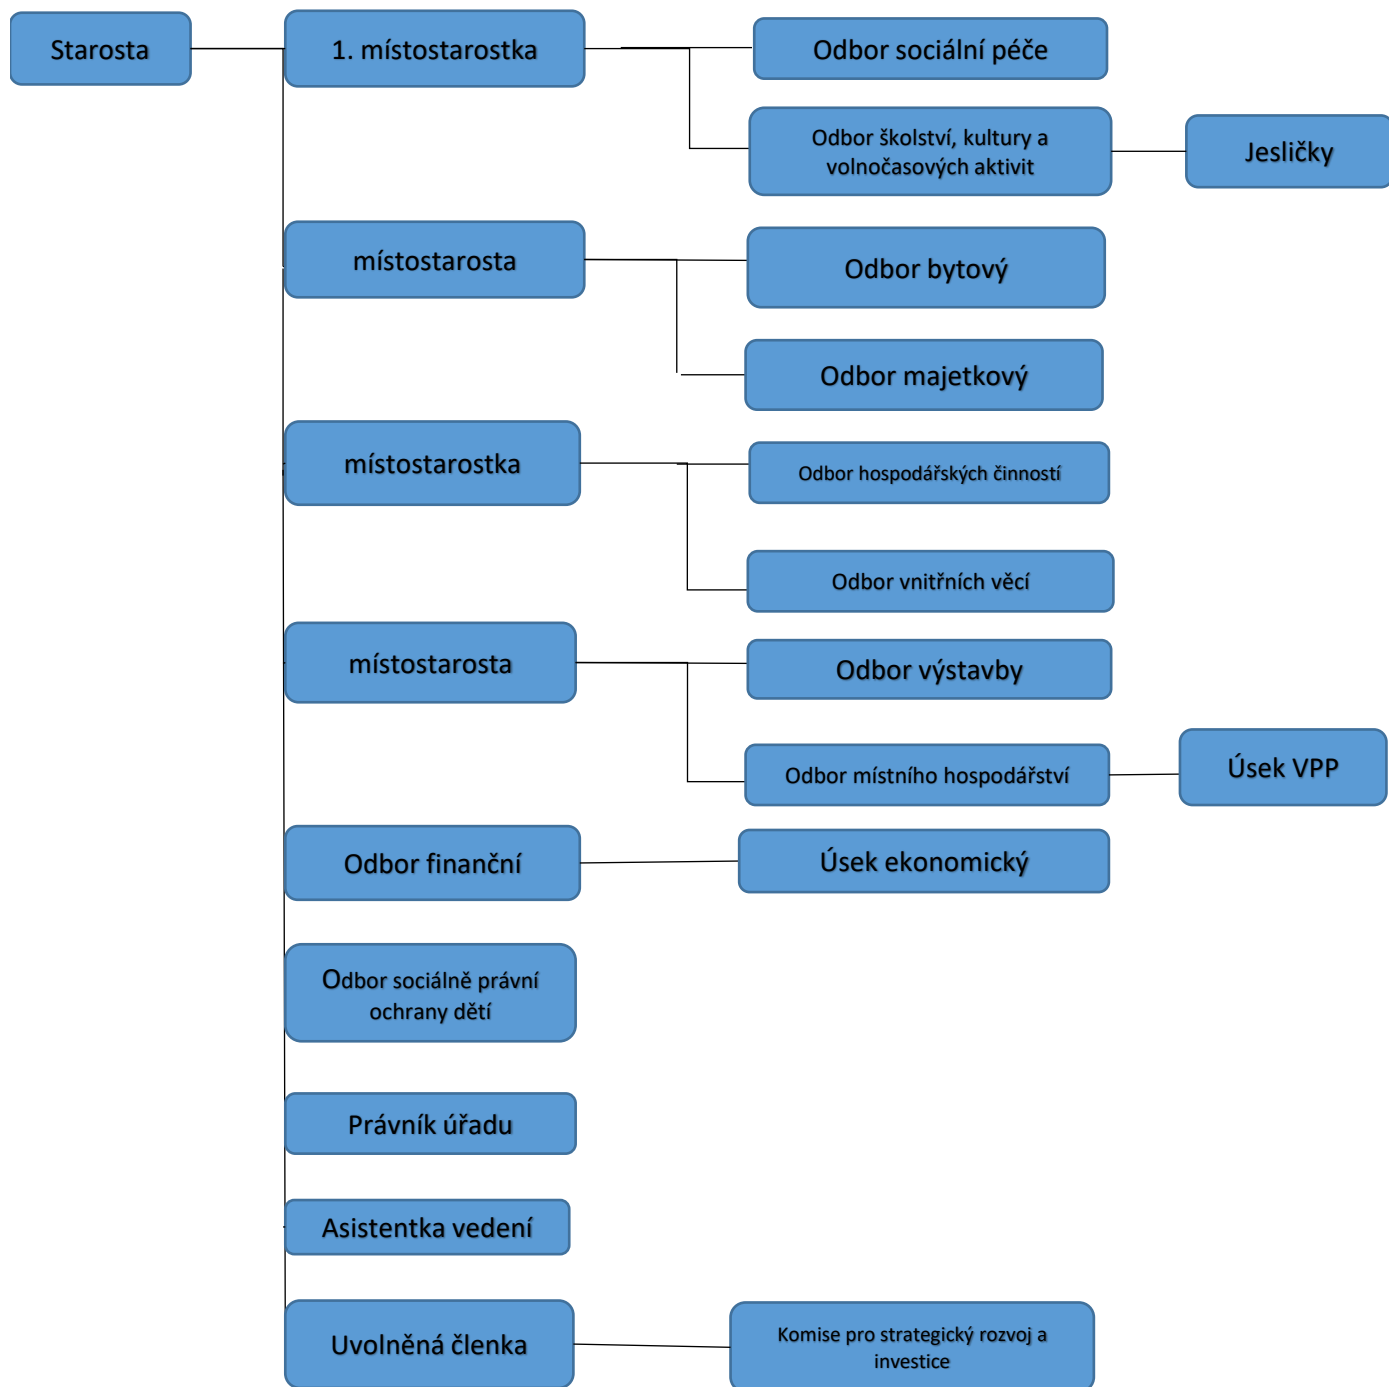 Starosta
1. místostarostka
Odbor sociální péče
Odbor školství, kultury a
volnočasových aktivit
Jesličky
místostarosta
Odbor bytový
Odbor majetkový
místostarostka
Odbor hospodářských činností
Odbor vnitřních věcí
místostarosta
Odbor výstavby
Odbor místního hospodářství
Úsek VPP
Odbor finanční
Úsek ekonomický
Odbor sociálně právní
ochrany dětí
Právník úřadu
Asistentka vedení
Uvolněná členka
Komise pro strategický rozvoj a
investice